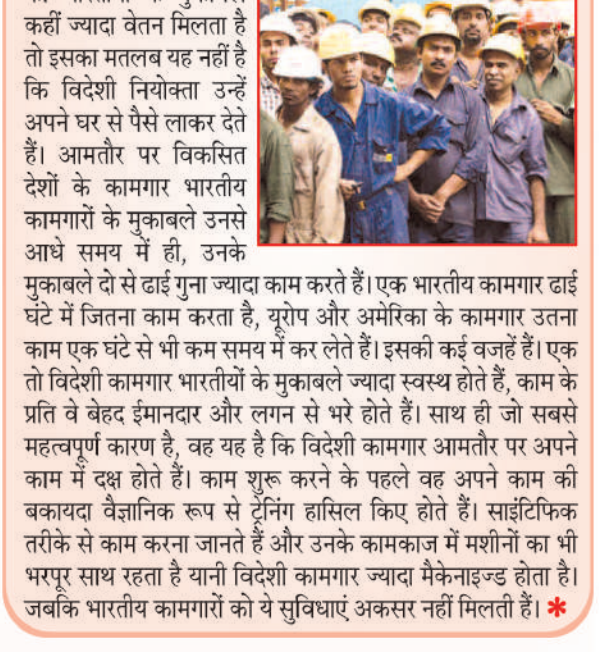 कहीं ज्यादा वेतन मिलता है
तो इसका मतलब यह नहीं है
कि विदेशी नियोक्ता उन्हें
अपने घर से पैसे लाकर देते
हैं। आमतौर पर विकसित
देशों के कामगार भारतीय
कामगारों के मुकाबले उनसे
आधे समय में ही, उनके
मुकाबले दो से ढाई गुना ज्यादा काम करते हैं। एक भारतीय कामगार ढाई
घंटे में जितना काम करता है, यूरोप और अमेरिका के कामगार उतना
काम एक घंटे से भी कम समय में कर लेते हैं। इसकी कई वजहें हैं। एक
तो विदेशी कामगार भारतीयों के मुकाबले ज्यादा स्वस्थ होते हैं, काम के
प्रति वे बेहद ईमानदार और लगन से भरे होते हैं। साथ ही जो सबसे
महत्वपूर्ण कारण है, वह यह है कि विदेशी कामगार आमतौर पर अपने
काम में दक्ष होते हैं। काम शुरू करने के पहले वह अपने काम की
बकायदा वैज्ञानिक रूप से ट्रेनिंग हासिल किए होते हैं। साइंटिफिक
तरीके से काम करना जानते हैं और उनके कामकाज में मशीनों का भी
भरपूर साथ रहता है यानी विदेशी कामगार ज्यादा मैकेनाइज्ड होता है।
जबकि भारतीय कामगारों को ये सुविधाएं अकसर नहीं मिलती हैं। *